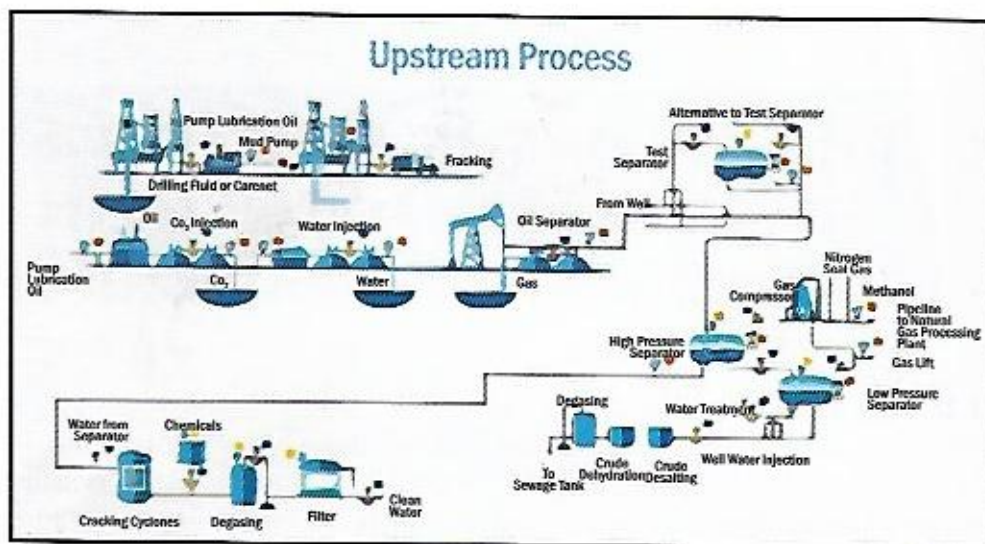 Upstream Process
Pump Lubrication Oil
Mud Pump
Fracking
Drilling Fluid or Careset
Alternative to Test Separator
Test
Separator
From Well
Oil
Co₂ Injection
Water Injection
Oil Separator
Pump
Lubrication
Oil
Co₂
Water
Gas
Nitrogen
Seal Gas
Gas
Compressor
Methanol
Pipeline
to Natural
Gas Processing
Plant
Gas Lift
High Pressure
Separator
Low Pressure
Separator
Water Treatment
Degasing
Well Water Injection
To
Sewage Tank
Crude
Dehydration
Crude
Desalting
Water from
Separator
Chemicals
Cracking Cyclones
Degasing
Filter
Clean
Water